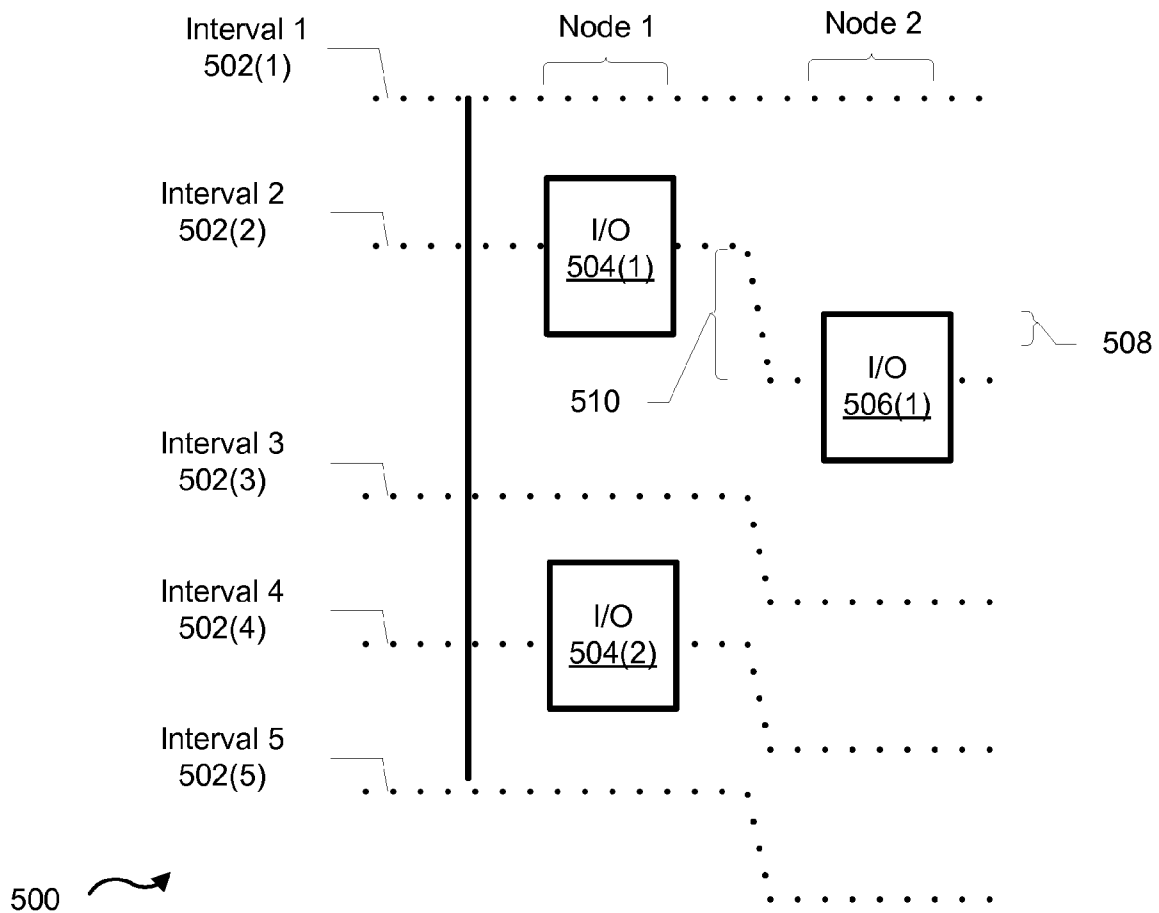 Interval 1
502(1)
Node 1
Node 2
Interval 2
502(2)
I/O
504(1)
510
I/O
506(1)
508
Interval 3
502(3)
Interval 4
502(4)
I/O
504(2)
Interval 5
502(5)
500